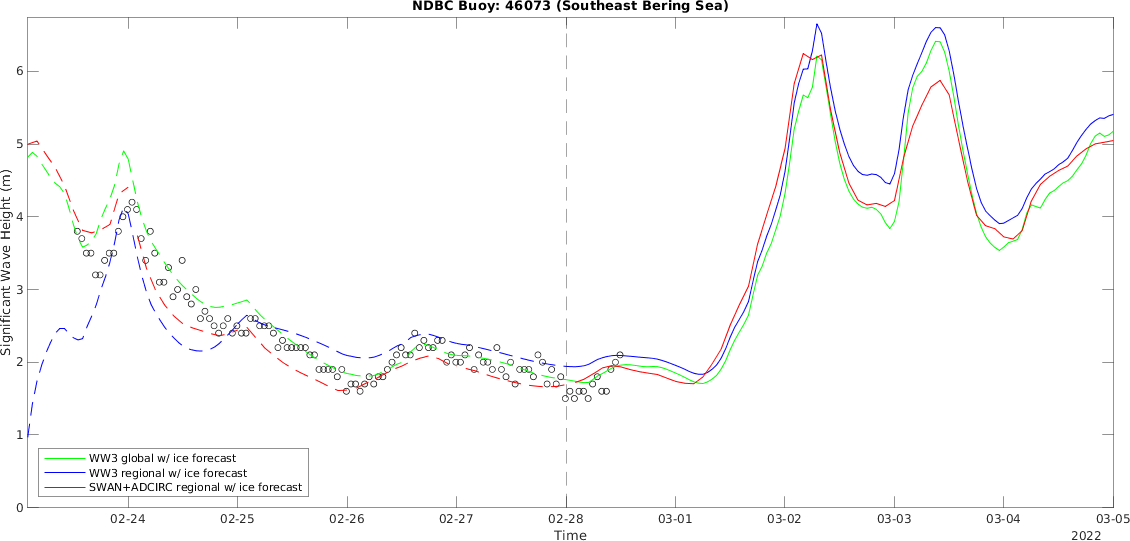 NDBC Buoy: 46073 (Southeast Bering Sea)
Significant Wave Height (m)
6
5
4
3
2
1
0
WW3 global w/ ice forecast
WW3 regional w/ ice forecast
SWAN+ADCIRC regional w/ ice forecast
02-24 02-25 02-26 02-27 02-28 03-01 03-02 03-03 03-04 03-05
Time
2022